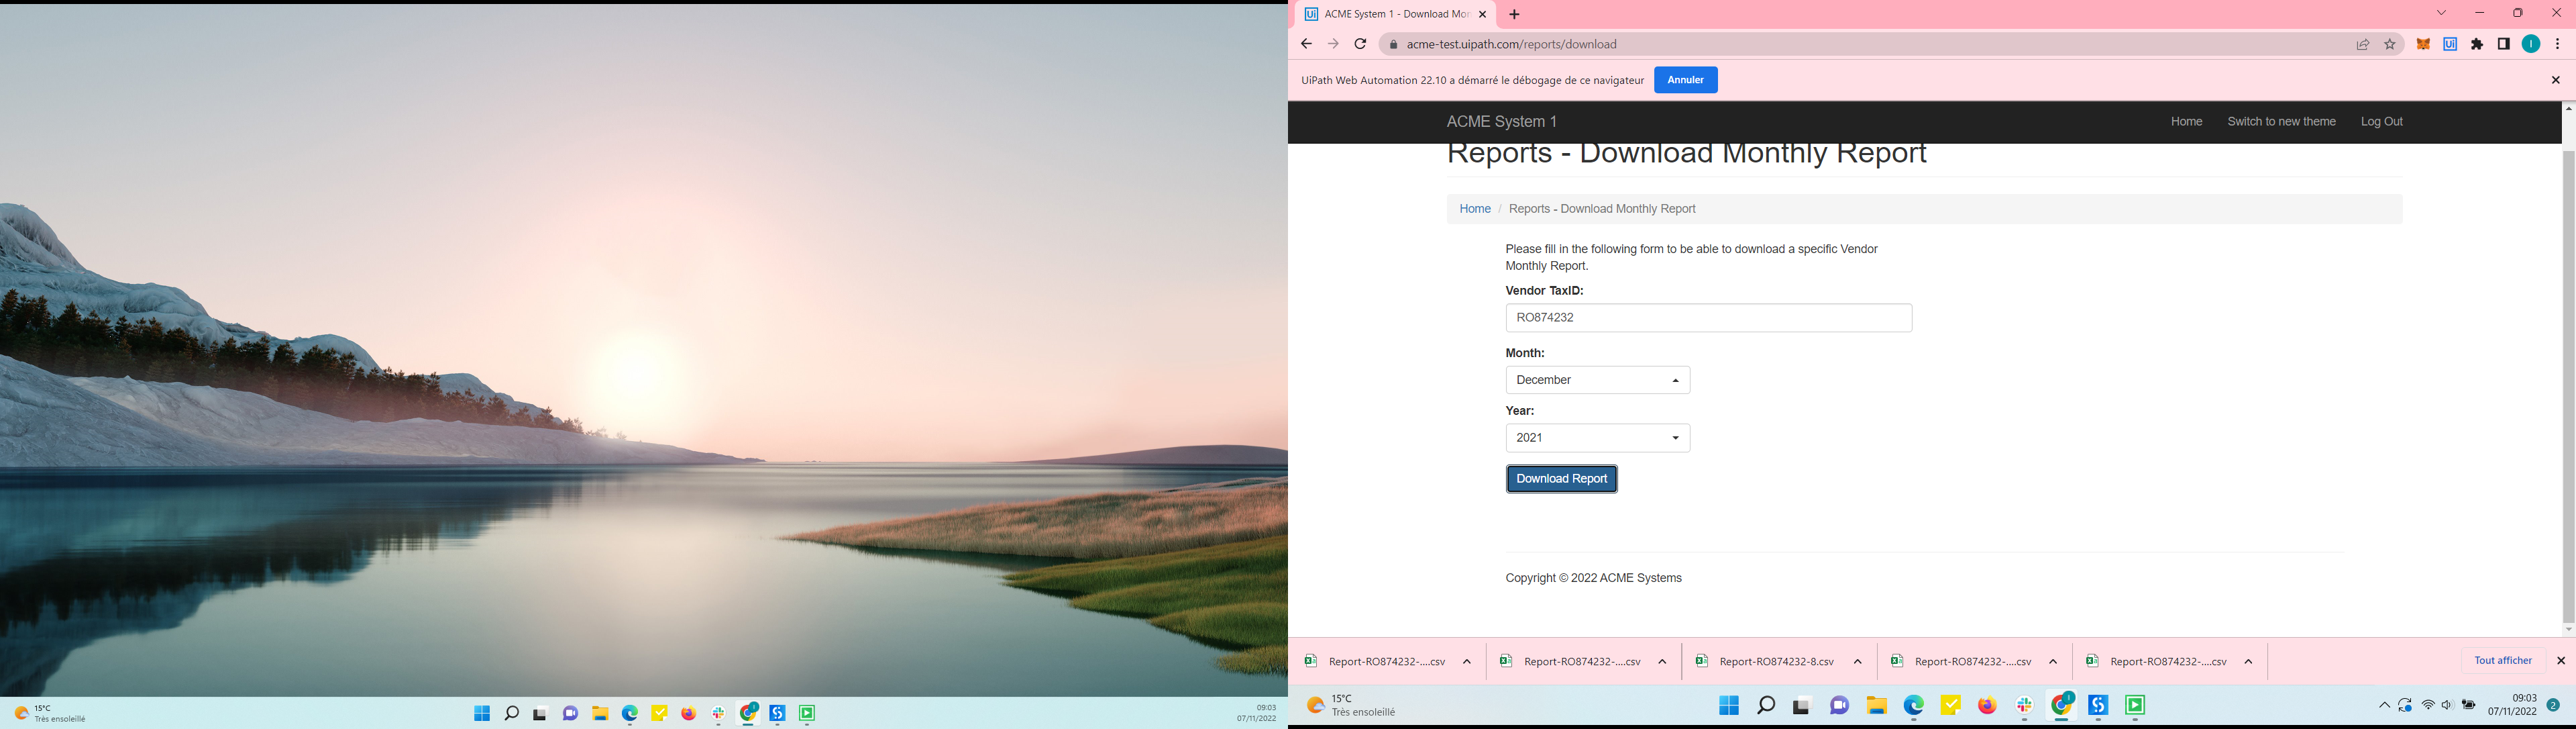 15°C
Très ensoleillé
09:03
07/11/2022
ACME System 1 - Download Mon
acme-test.uipath.com/reports/download
UiPath Web Automation 22.10 a démarré le débogage de ce navigateur
Annuler
ACME System 1
Home
Switch to new theme
Log Out
Reports - Download Monthly Report
Home / Reports - Download Monthly Report
Please fill in the following form to be able to download a specific Vendor
Monthly Report.
Vendor TaxID:
RO874232
Month:
December
Year:
2021
Download Report
Copyright © 2022 ACME Systems
Report-RO874232-....csv
Report-RO874232-....csv
Report-RO874232-8.csv
Report-RO874232-....csv
Report-RO874232-....csv
Tout afficher
15°C
Très ensoleillé
09:03
07/11/2022
2